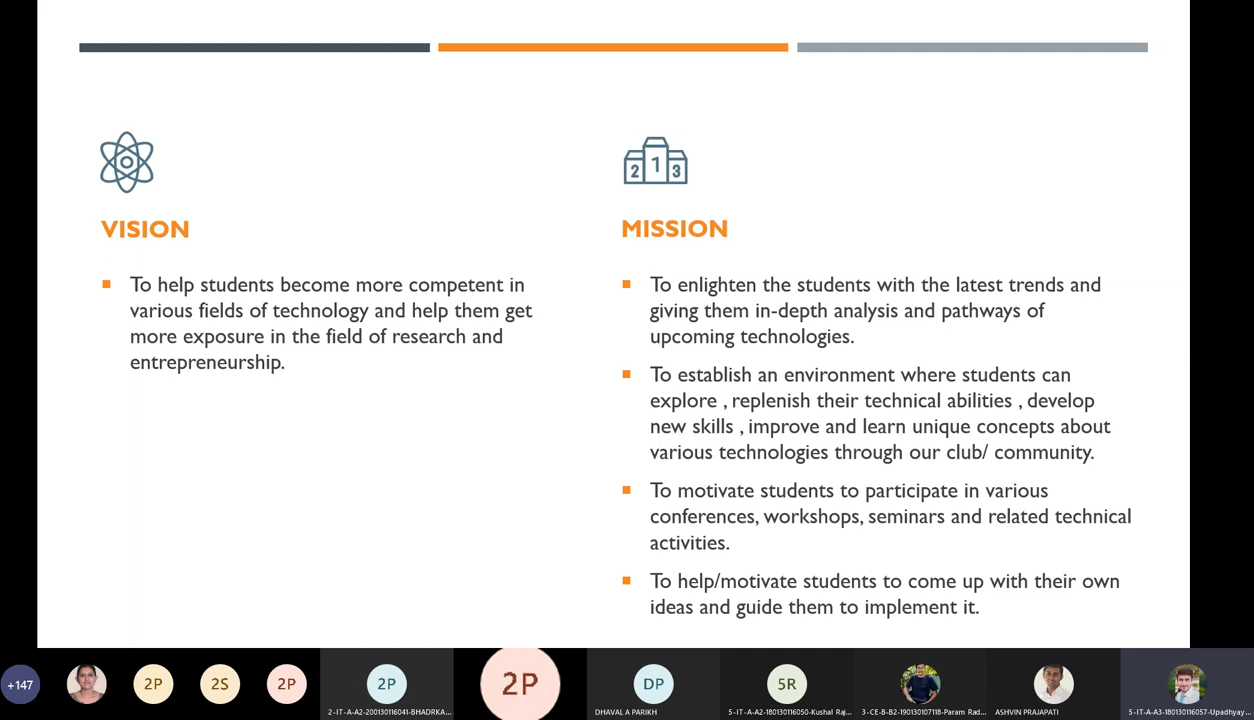 2 1 3
VISION
To help students become more competent in
various fields of technology and help them get
more exposure in the field of research and
entrepreneurship.
MISSION
To enlighten the students with the latest trends and
giving them in-depth analysis and pathways of
upcoming technologies.
To establish an environment where students can
explore , replenish their technical abilities , develop
new skills , improve and learn unique concepts about
various technologies through our club/ community.
To motivate students to participate in various
conferences, workshops, seminars and related technical
activities.
To help/motivate students to come up with their own
ideas and guide them to implement it.
+147
2P
2S
2P
2P
2-IT-A-A2-200130116041-BHADRKA...
2P
DP
DHAVAL A PARIKH
5R
5-IT-A-A2-180130116050-Kushal Raj...
3-CE-B-B2-190130107118-Param Rad...
ASHVIN PRAJAPATI
5-IT-A-A3-180130116057-Upadhyay...